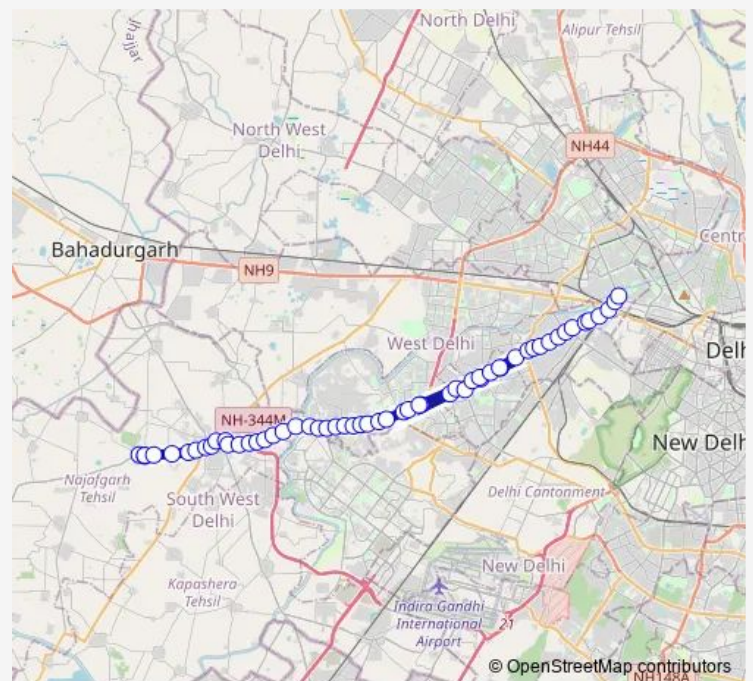 North Delhi
Alipur Tehsil
Jhajjar
North West
Delhi
NH44
Bahadurgarh
NH9
Centr
West Delhi
Delh
NH-344M
New Delh
Najafgarh
Tehsil
South West
Delhi
Delhi Cantonment
New Delhi
Kapashera
Tehsil
Indira Gandhi
International
Airport
21
© OpenStreetMap contributors
NH148A